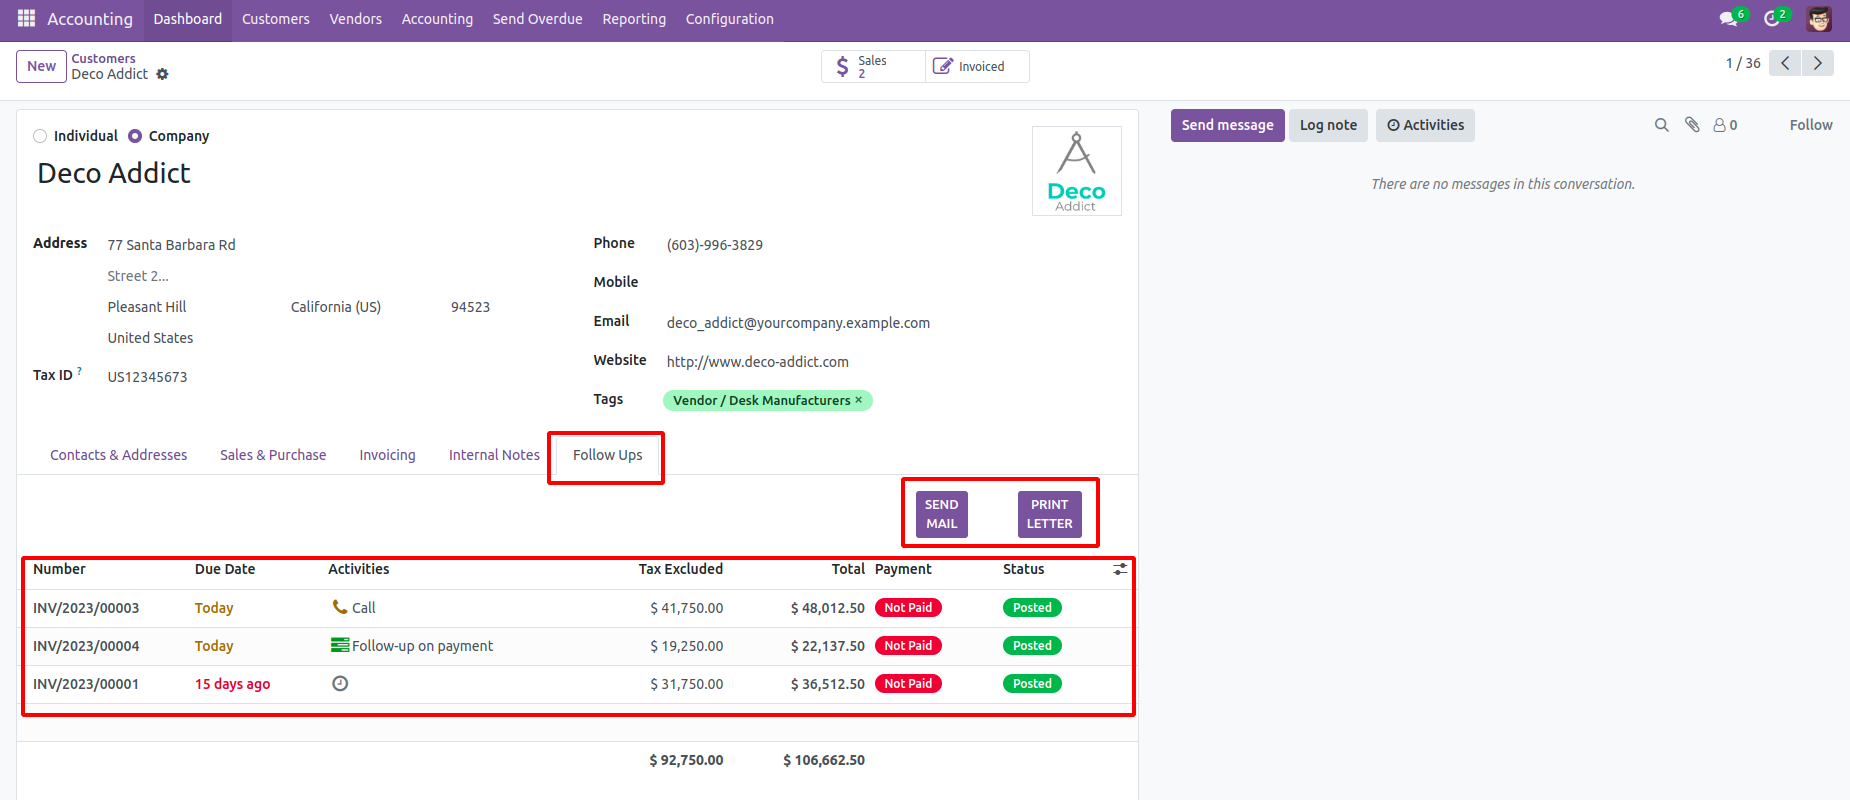 Accounting Dashboard Customers Vendors Accounting Send Overdue Reporting Configuration 6 2
New Customers
Deco Addict
Sales
2
Invoiced
1 / 36
Individual Company
Deco Addict
Deco
Addict
Send message Log note Activities 0 Follow
There are no messages in this conversation.
Address 77 Santa Barbara Rd
Street 2...
Pleasant Hill California (US) 94523
United States
Tax ID ? US12345673
Phone (603)-996-3829
Mobile
Email deco_addict@yourcompany.example.com
Website http://www.deco-addict.com
Tags Vendor / Desk Manufacturers ×
Contacts & Addresses Sales & Purchase Invoicing Internal Notes Follow Ups
SEND
MAIL
PRINT
LETTER
Number Due Date Activities Tax Excluded Total Payment Status
INV/2023/00003 Today Call $ 41,750.00 $ 48,012.50 Not Paid Posted
INV/2023/00004 Today Follow-up on payment $ 19,250.00 $ 22,137.50 Not Paid Posted
INV/2023/00001 15 days ago $ 31,750.00 $ 36,512.50 Not Paid Posted
$ 92,750.00 $ 106,662.50